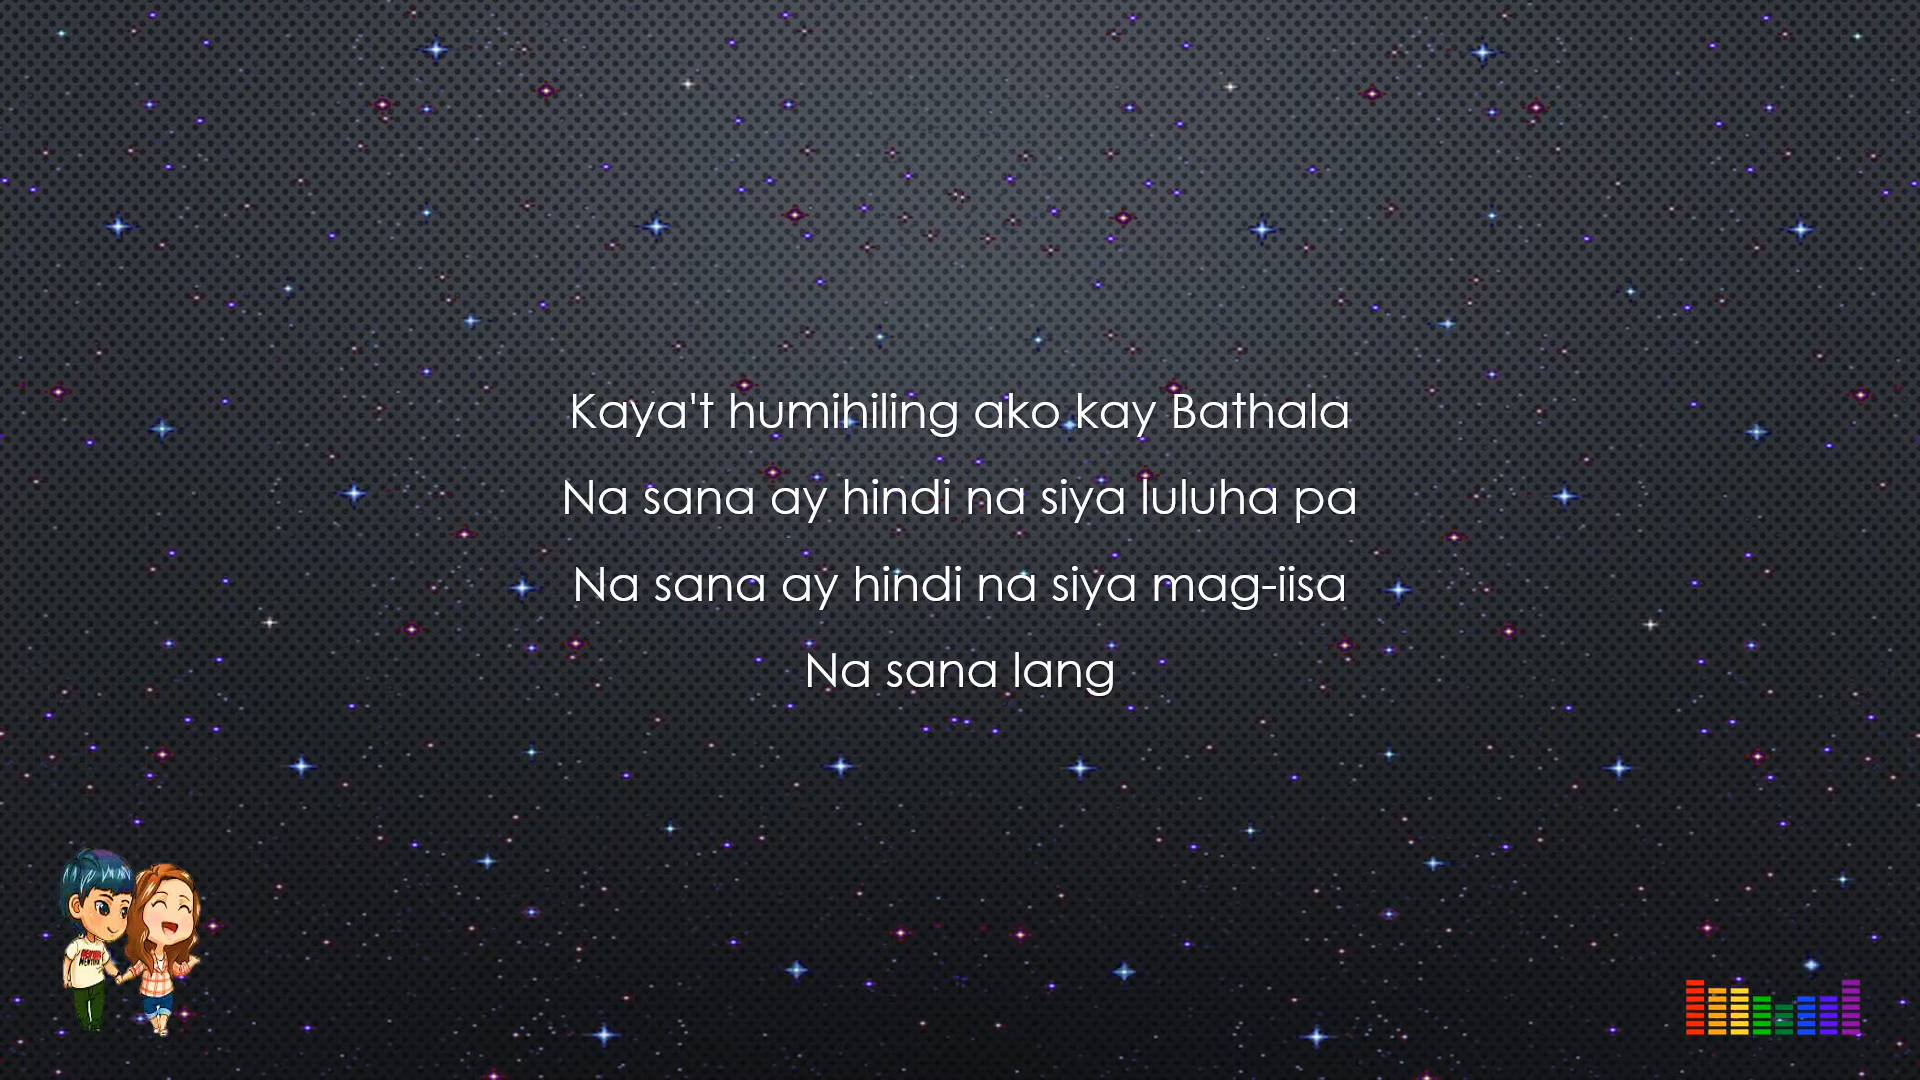 Kaya't humihiling ako kay Bathala
Na sana ay hindi na siya luluha pa
Na sana ay hindi na siya mag-iisa
Na sana lang